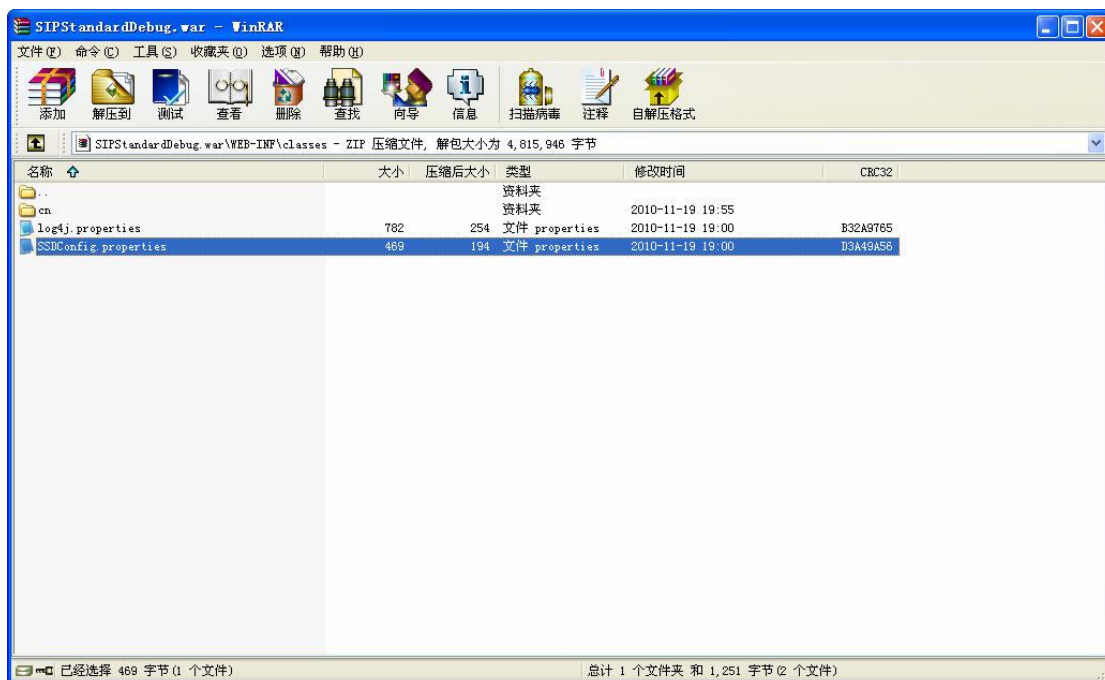 SIPStandardDebug.war - WinRAR
文件(F) 命令(C) 工具(S) 收藏夹(O) 选项(N) 帮助(H)
添加 解压到 测试 查看 删除 查找 向导 信息 扫描病毒 注释 自解压格式
SIPStandardDebug.war\WEB-INF\classes - ZIP 压缩文件, 解包大小为 4,815,946 字节
名称 大小 压缩后大小 类型 修改时间 CRC32
.. 资料夹
cn 资料夹 2010-11-19 19:55
log4j.properties 782 254 文件 properties 2010-11-19 19:00 B32A9765
SSDConfig.properties 469 194 文件 properties 2010-11-19 19:00 D3A49A56
已经选择 469 字节(1 个文件) 总计 1 个文件夹 和 1,251 字节(2 个文件)